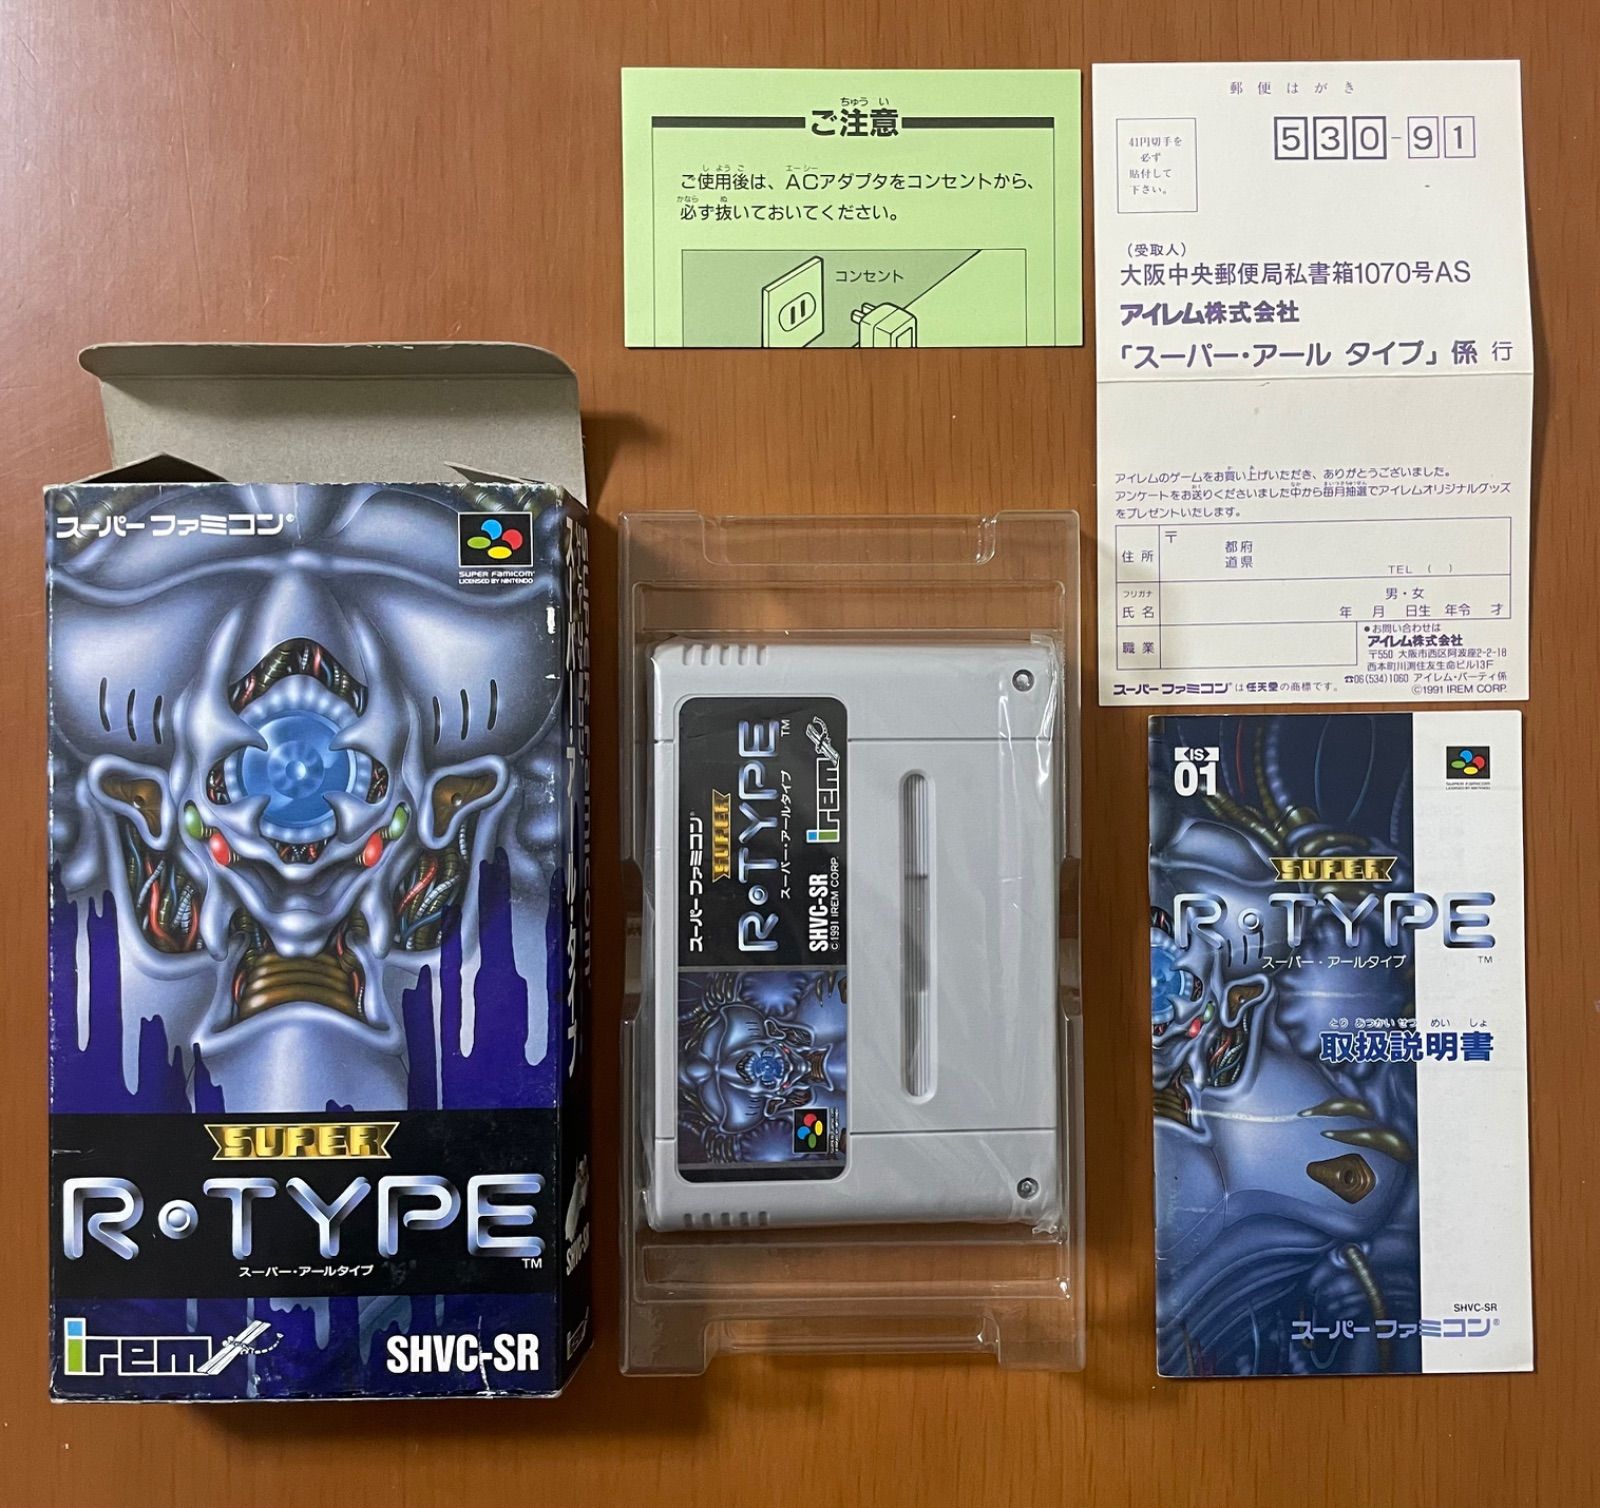 ちゅう い
ご注意
し よう ご
エーシー
ご使用後は、ACアダプタをコンセントから、
かなら ぬ
必ず抜いておいてください。
コンセント
郵便はがき
41円切手を
必ず
貼付して
下さい。
530-91
(受取人)
大阪中央郵便局私書箱1070号AS
アイレム株式会社
「スーパー・アール タイプ」係 行
アイレムのゲームをお買い上げいただき、ありがとうございました。
アンケートをお送りくださいました中から毎月抽選でアイレムオリジナルグッズ
をプレゼントいたします。
住所
〒
都府
道県
TEL ( )
フリガナ
氏名
男・女
年 月 日生 年令 才
職業
●お問い合わせは
アイレム株式会社
〒550 大阪市西区阿波座2-2-18
西本町川測住友生命ビル13F
☎06(534)1060 アイレム・パーティ係
©1991 IREM CORP.
スーパーファミコン®は任天堂の商標です。
スーパーファミコン®
SUPER FAMICOM®
LICENSED BY NINTENDO®
SUPER
R・TYPE
TM
スーパー・アールタイプ
irem
SHVC-SR
SHVC-SR
スーパーファミコン®
SUPER
R・TYPE TM
スーパー・アールタイプ
irem
SHVC-SR
© 1991 IREM CORP.
IS
01
SUPER FAMICOM®
LICENSED BY NINTENDO®
SUPER
R・TYPE
TM
スーパー・アールタイプ
とり あつかい せつ めい しょ
取扱説明書
SHVC-SR
スーパーファミコン®